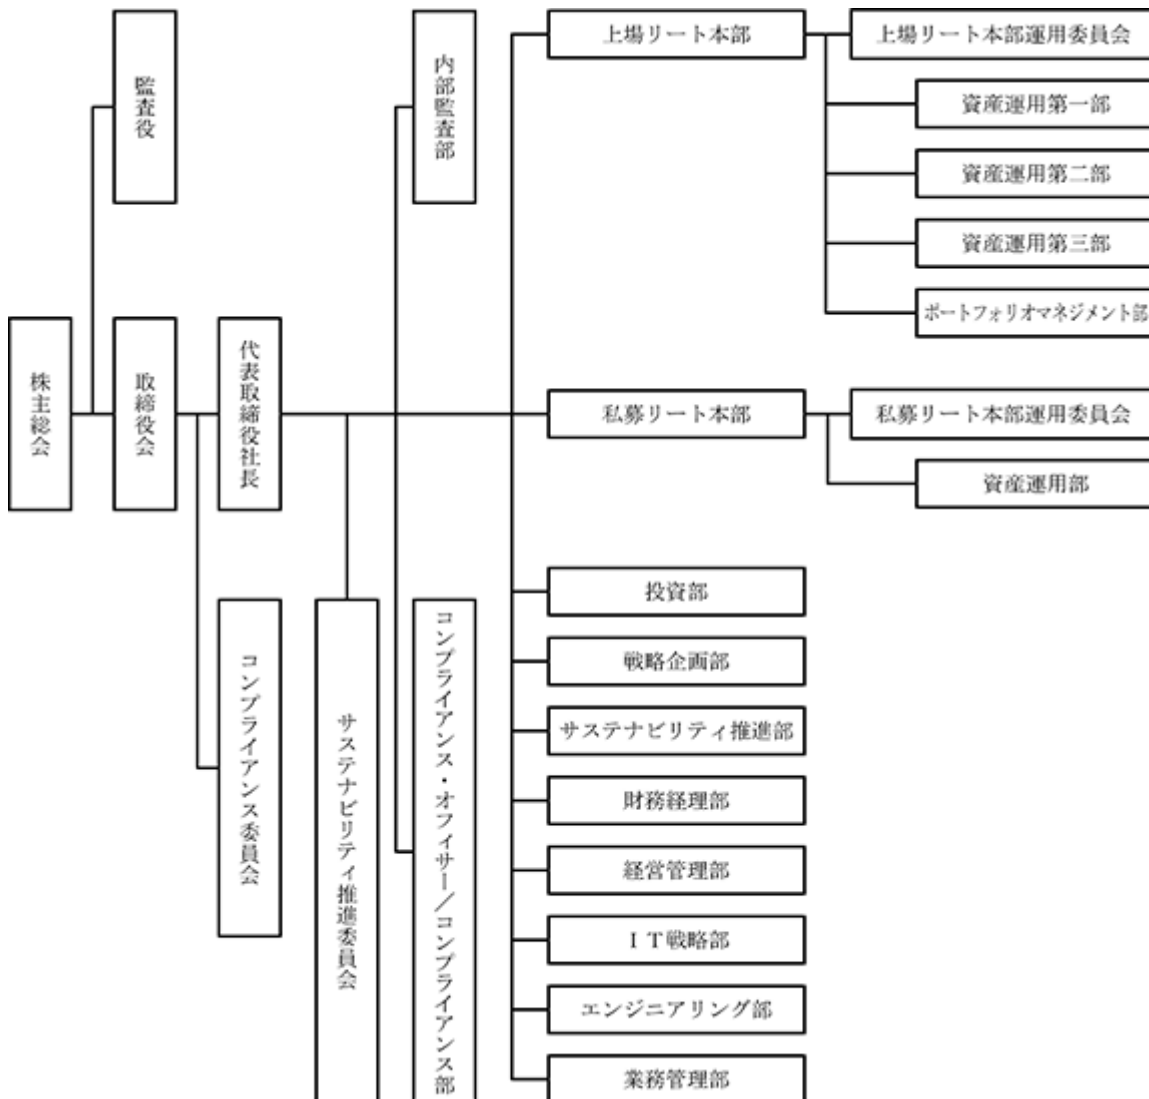 株主総会
監査役
取締役会
代表取締役社長
コンプライアンス委員会
サステナビリティ推進委員会
内部監査部
コンプライアンス・オフィサー／コンプライアンス部
上場リート本部
上場リート本部運用委員会
資産運用第一部
資産運用第二部
資産運用第三部
ポートフォリオマネジメント部
私募リート本部
私募リート本部運用委員会
資産運用部
投資部
戦略企画部
サステナビリティ推進部
財務経理部
経営管理部
ＩＴ戦略部
エンジニアリング部
業務管理部